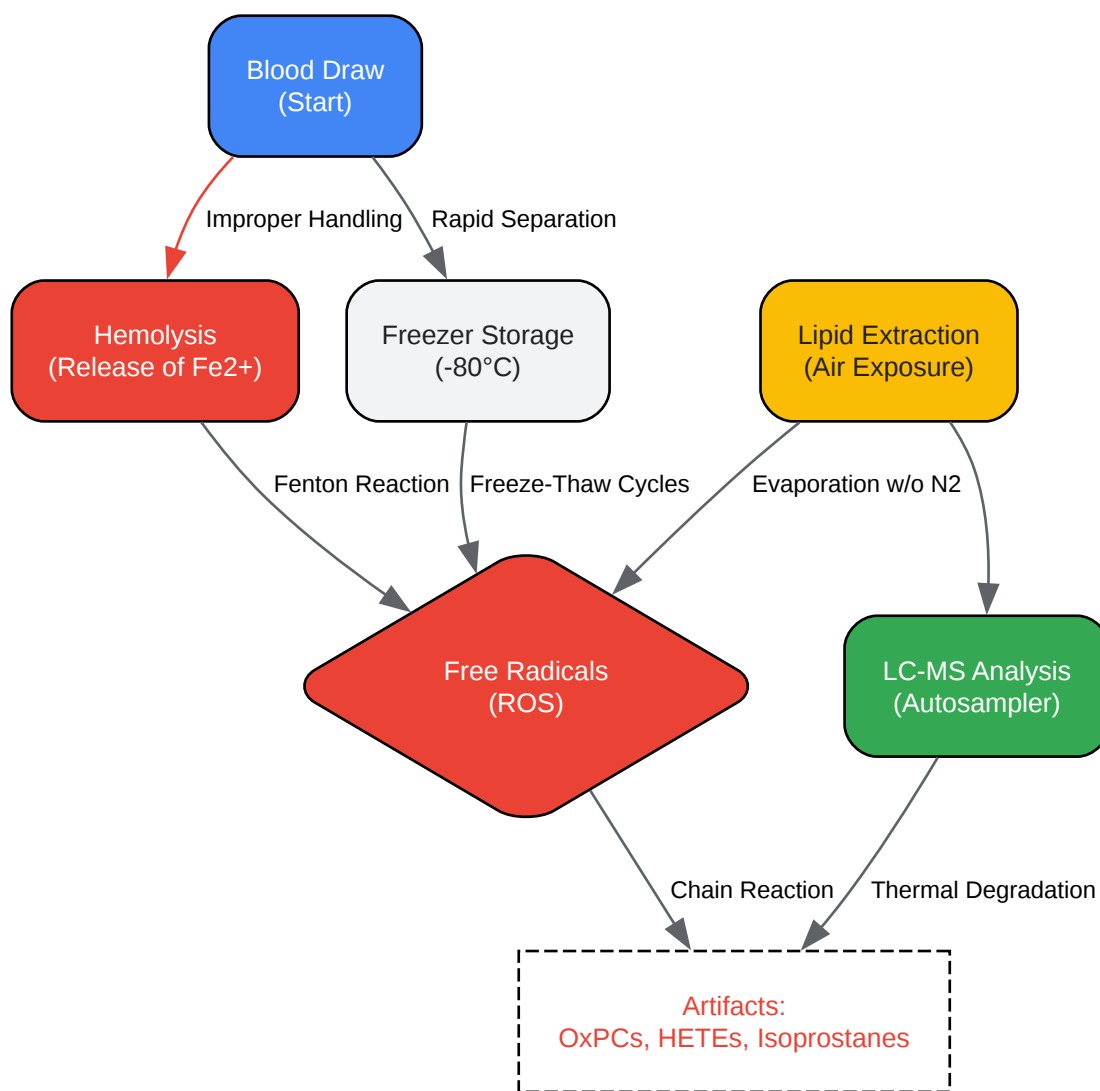 Blood Draw
(Start)
Improper Handling
Rapid Separation
Hemolysis
(Release of Fe2+)
Freezer Storage
(-80°C)
Lipid Extraction
(Air Exposure)
Fenton Reaction
Freeze-Thaw Cycles
Evaporation w/o N2
Free Radicals
(ROS)
LC-MS Analysis
(Autosampler)
Chain Reaction
Thermal Degradation
Artifacts:
OxPCs, HETEs, Isoprostanes